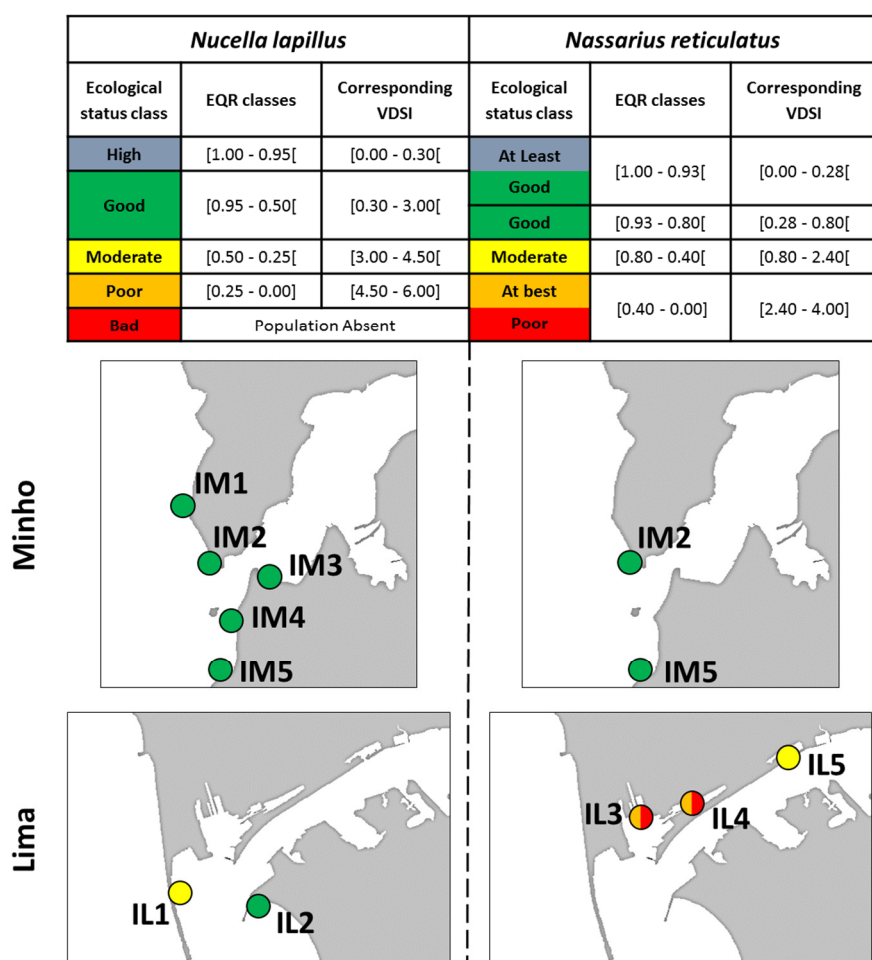 Nucella lapillus
Nassarius reticulatus
Ecological status class
EQR classes
Corresponding VDSI
Ecological status class
EQR classes
Corresponding VDSI
High
[1.00 - 0.95[
[0.00 - 0.30[
At Least
Good
[1.00 - 0.93[
[0.00 - 0.28[
Good
[0.95 - 0.50[
[0.30 - 3.00[
Good
[0.93 - 0.80[
[0.28 - 0.80[
Moderate
[0.50 - 0.25[
[3.00 - 4.50[
Moderate
[0.80 - 0.40[
[0.80 - 2.40[
Poor
[0.25 - 0.00]
[4.50 - 6.00]
At best
Poor
[0.40 - 0.00]
[2.40 - 4.00]
Bad
Population Absent
Minho
IM1
IM2
IM3
IM4
IM5
IM2
IM5
Lima
IL1
IL2
IL3
IL4
IL5